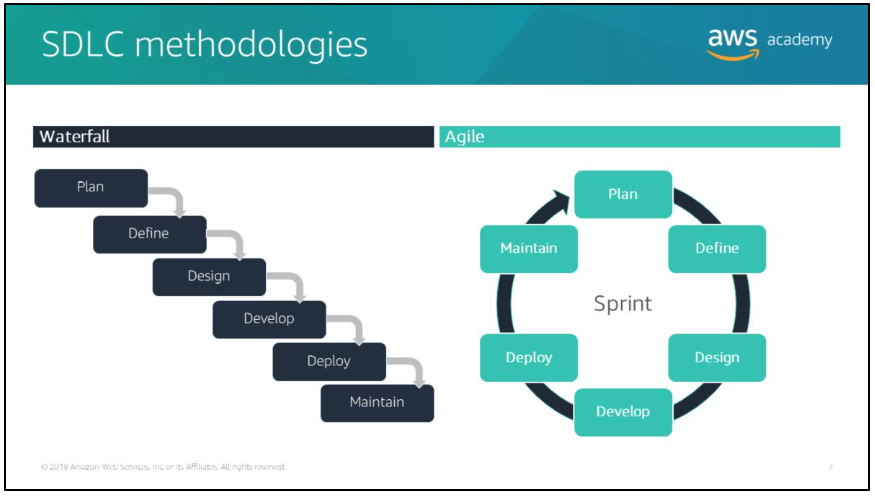 SDLC methodologies
aws academy
Waterfall
Plan
Define
Design
Develop
Deploy
Maintain
Agile
Plan
Define
Design
Develop
Deploy
Maintain
Sprint
© 2019 Amazon Web Services, Inc. or its Affiliates. All rights reserved.
7